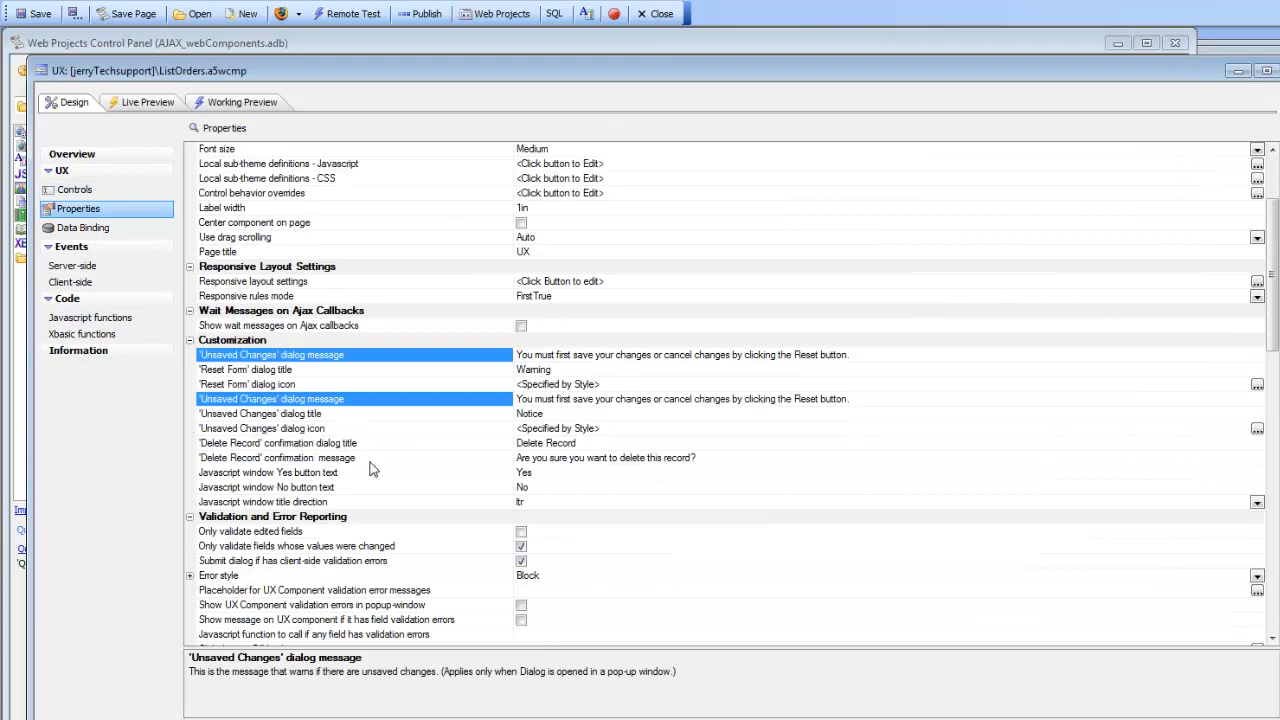 Save Save Page Open New Remote Test Publish Web Projects SQL Close
Web Projects Control Panel (AJAX_webComponents.adb)
UX: [jerryTechsupport]\ListOrders.a5wcmp
Design Live Preview Working Preview
Overview
UX
Controls
Properties
Data Binding
Events
Server-side
Client-side
Code
Javascript functions
Xbasic functions
Information
Properties
Font size Medium
Local sub-theme definitions - Javascript <Click button to Edit>
Local sub-theme definitions - CSS <Click button to Edit>
Control behavior overrides <Click button to Edit>
Label width 1in
Center component on page
Use drag scrolling Auto
Page title UX
Responsive Layout Settings
Responsive layout settings <Click Button to edit>
Responsive rules mode FirstTrue
Wait Messages on Ajax Callbacks
Show wait messages on Ajax callbacks
Customization
'Unsaved Changes' dialog message You must first save your changes or cancel changes by clicking the Reset button.
'Reset Form' dialog title Warning
'Reset Form' dialog icon <Specified by Style>
'Unsaved Changes' dialog message You must first save your changes or cancel changes by clicking the Reset button.
'Unsaved Changes' dialog title Notice
'Unsaved Changes' dialog icon <Specified by Style>
'Delete Record' confirmation dialog title Delete Record
'Delete Record' confirmation message Are you sure you want to delete this record?
Javascript window Yes button text Yes
Javascript window No button text No
Javascript window title direction ltr
Validation and Error Reporting
Only validate edited fields
Only validate fields whose values were changed
Submit dialog if has client-side validation errors
Error style Block
Placeholder for UX Component validation error messages
Show UX Component validation errors in popup-window
Show message on UX component if it has field validation errors
Javascript function to call if any field has validation errors
'Unsaved Changes' dialog message
This is the message that warns if there are unsaved changes. (Applies only when Dialog is opened in a pop-up window.)